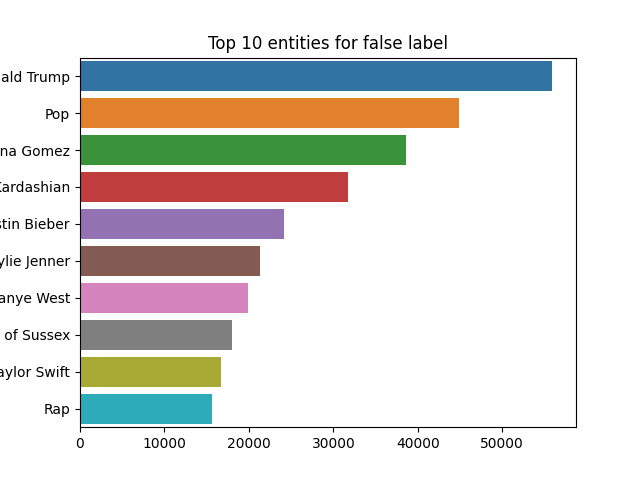 Top 10 entities for false label
ald Trump
Pop
na Gomez
Kardashian
stin Bieber
ylie Jenner
anye West
of Sussex
aylor Swift
Rap
0 10000 20000 30000 40000 50000